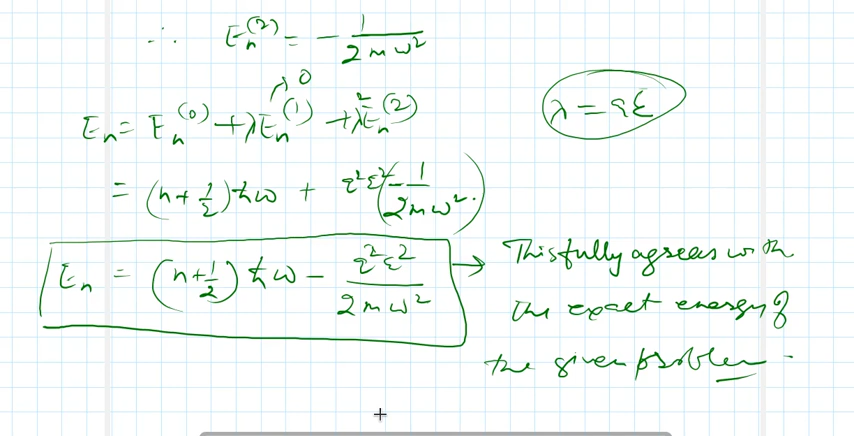 ∴ E_n^(2) = - 1/(2mω²)
0
E_n = E_n^(0) + λE_n^(1) + λ²E_n^(2)
λ = qε
= (n + 1/2) ħω + q²ε² (- 1/(2mω²))
E_n = (n + 1/2) ħω - q²ε²/(2mω²) → This fully agrees with
the exact energy of
the given problem.